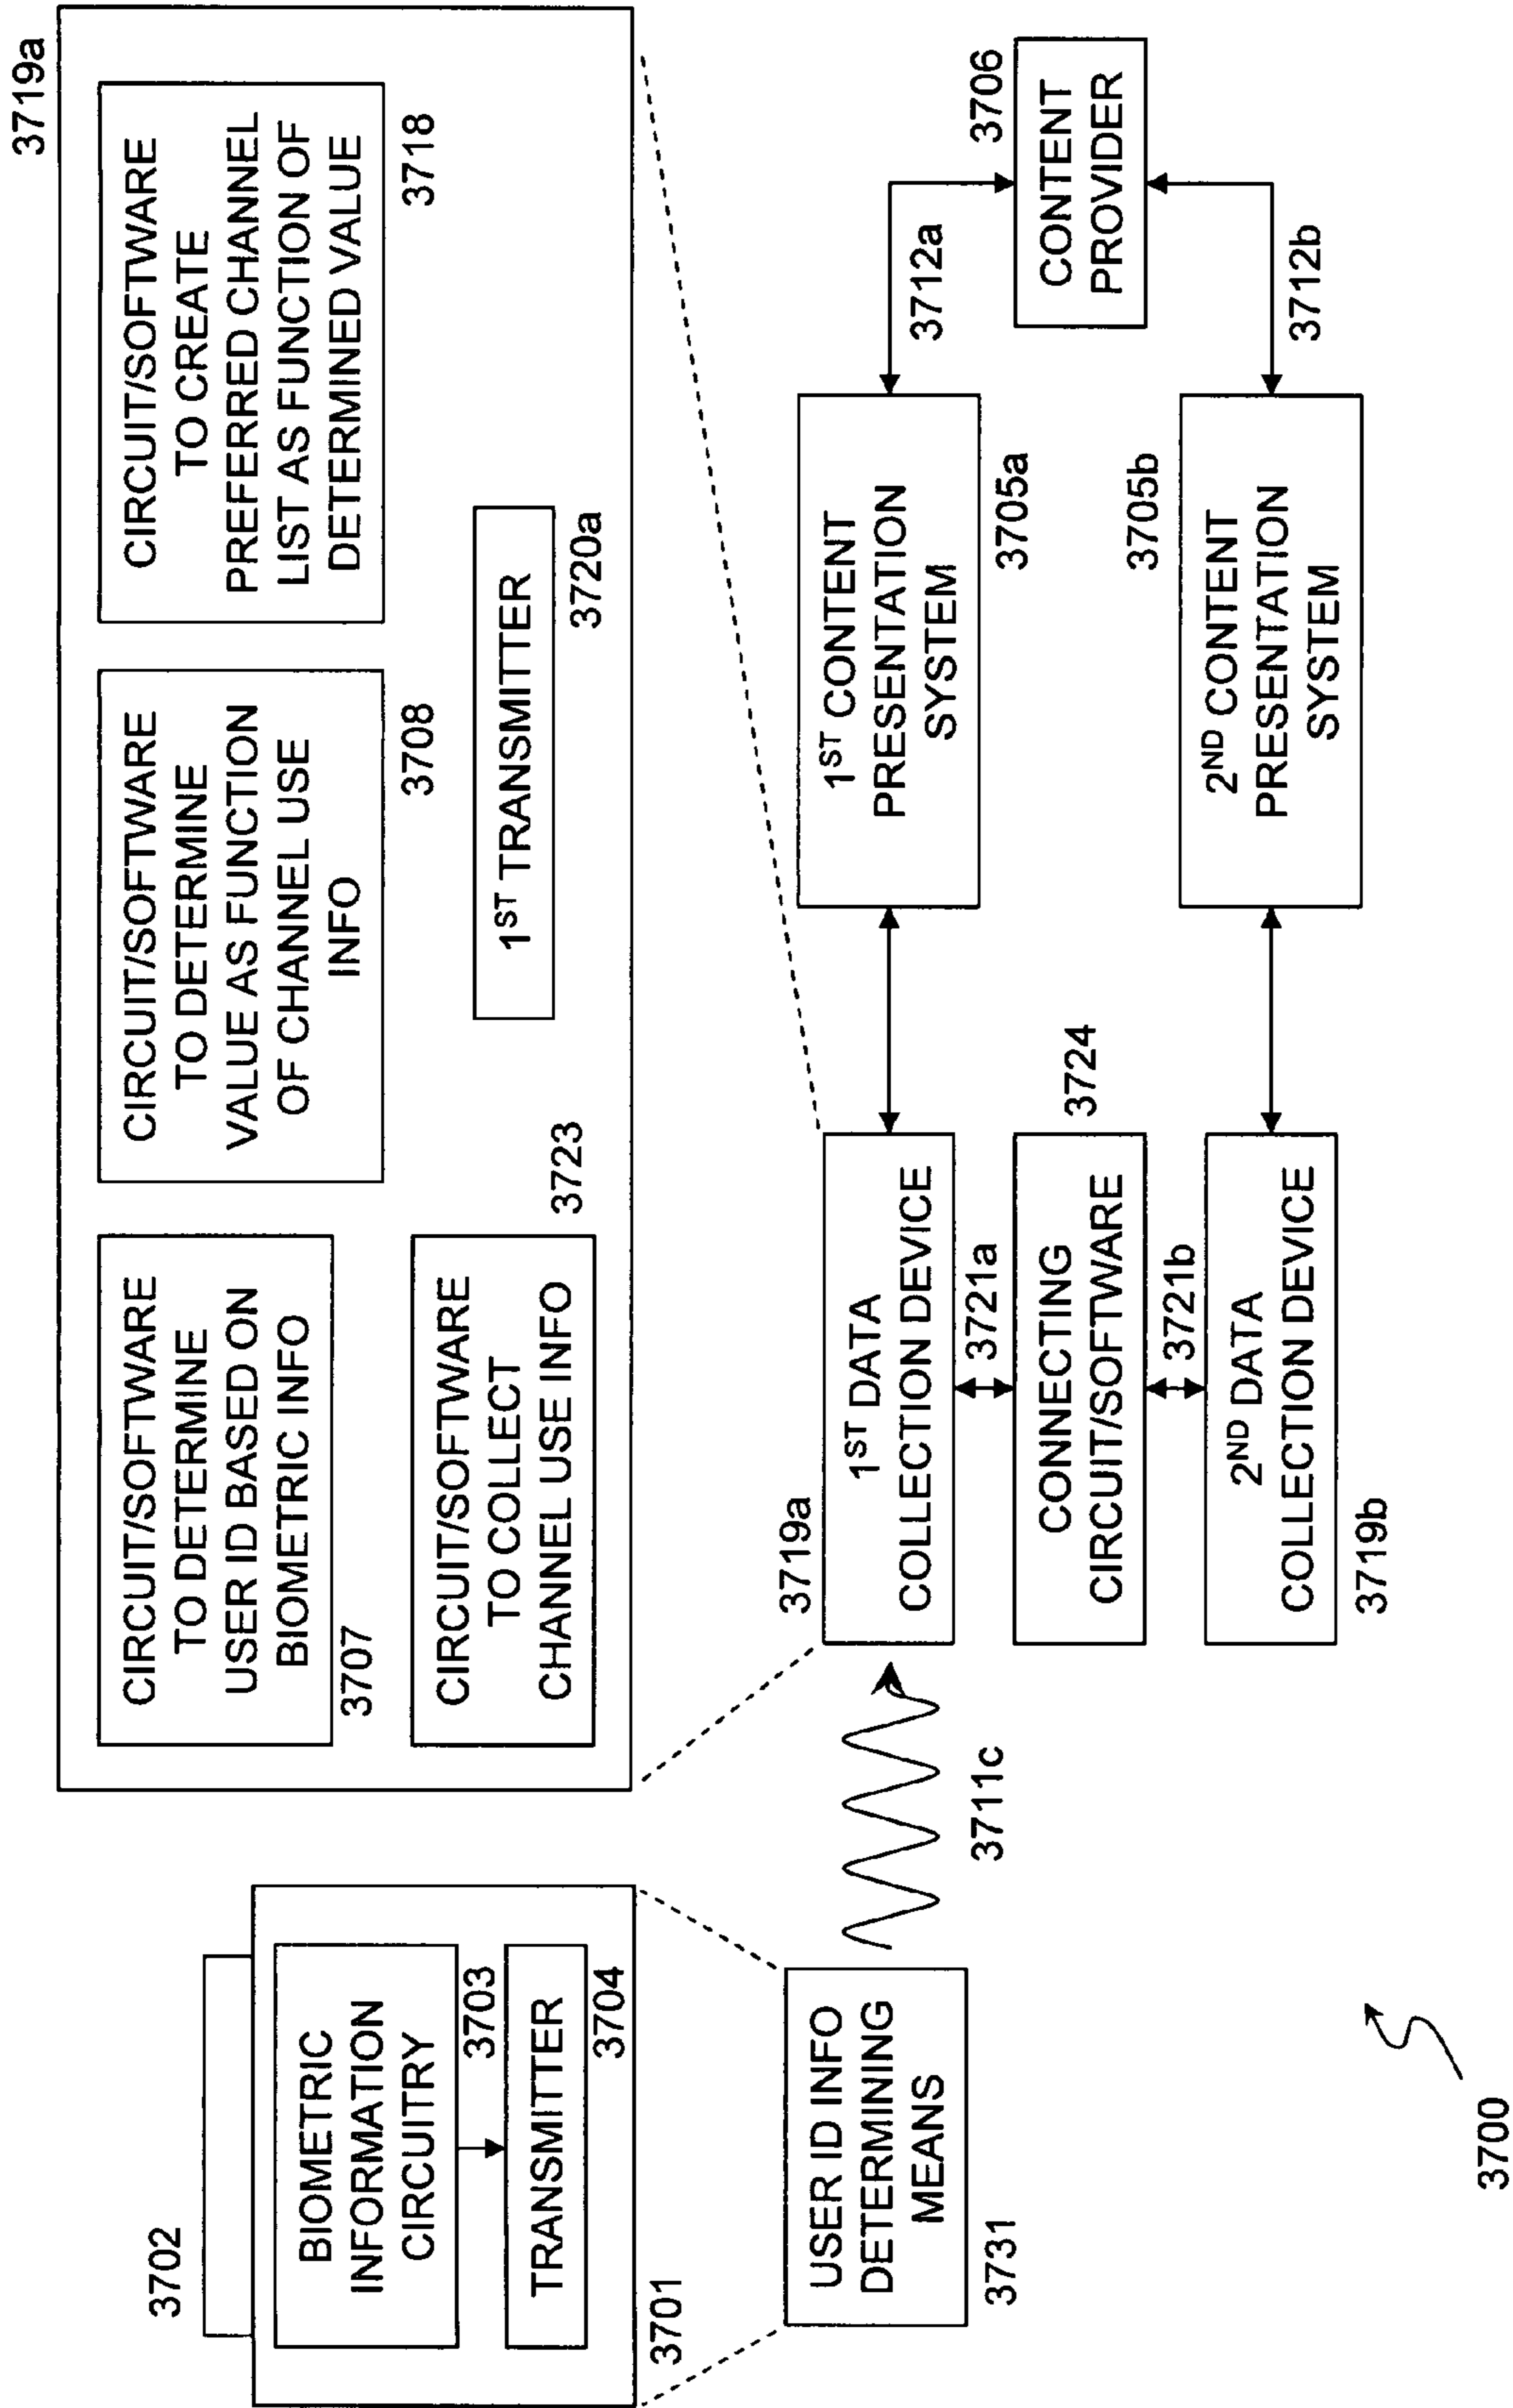 3702
BIOMETRIC
INFORMATION
CIRCUITRY
3703
TRANSMITTER
3704
3701
USER ID INFO
DETERMINING
MEANS
3731
3711c
3719a
CIRCUIT/SOFTWARE
TO DETERMINE
USER ID BASED ON
BIOMETRIC INFO
3707
CIRCUIT/SOFTWARE
TO COLLECT
CHANNEL USE INFO
3723
CIRCUIT/SOFTWARE
TO DETERMINE
VALUE AS FUNCTION
OF CHANNEL USE
INFO
3708
CIRCUIT/SOFTWARE
TO CREATE
PREFERRED CHANNEL
LIST AS FUNCTION OF
DETERMINED VALUE
3718
1ST TRANSMITTER
3720a
3719a
1ST DATA
COLLECTION DEVICE
3721a
CONNECTING
CIRCUIT/SOFTWARE
3724
3721b
2ND DATA
COLLECTION DEVICE
3719b
1ST CONTENT
PRESENTATION
SYSTEM
3705a
2ND CONTENT
PRESENTATION
SYSTEM
3705b
3712a
3706
CONTENT
PROVIDER
3712b
3700